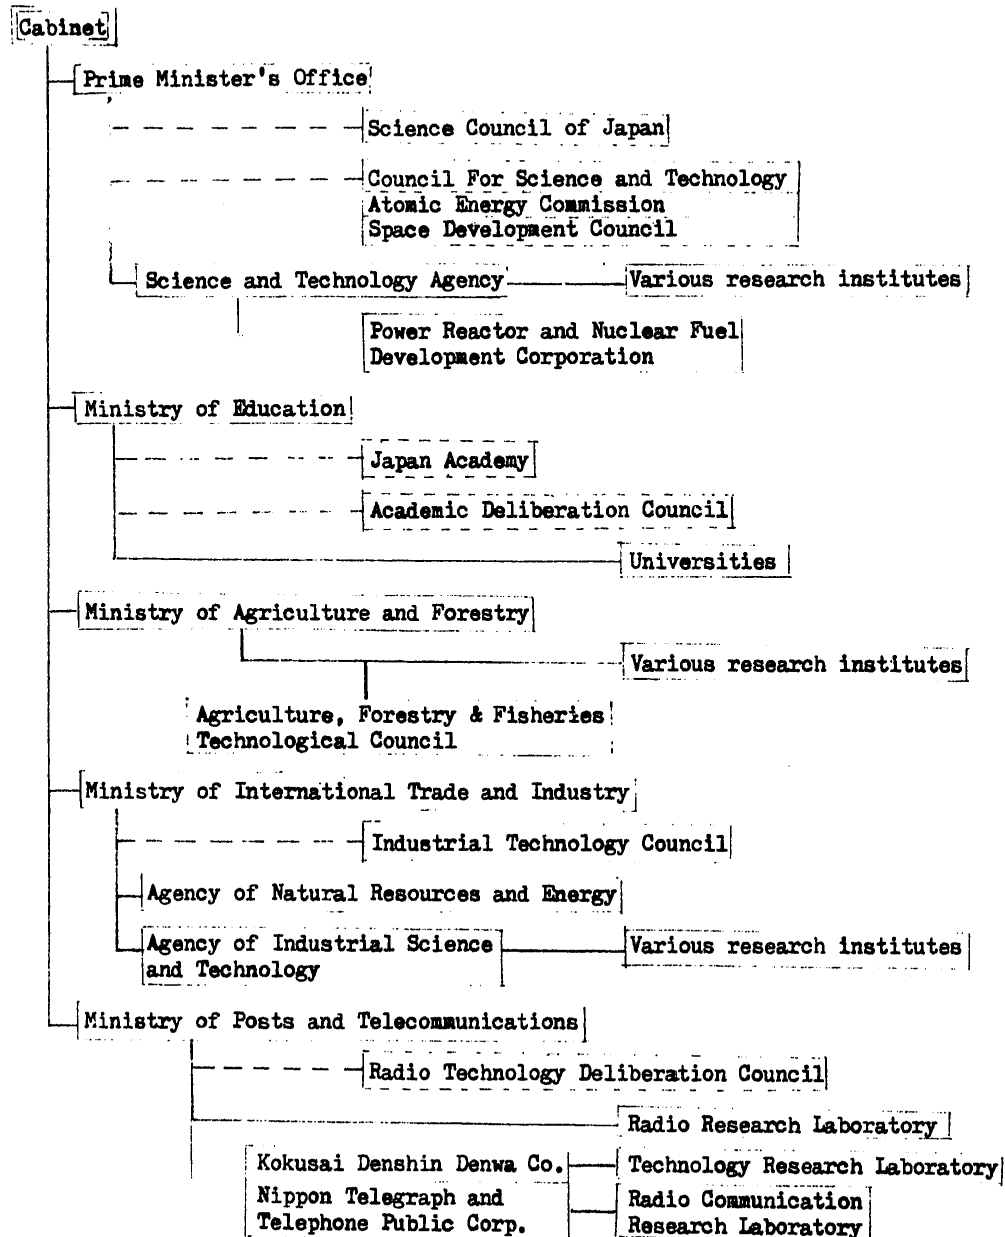 Cabinet
Prime Minister's Office
Science Council of Japan
Council For Science and Technology
Atomic Energy Commission
Space Development Council
Science and Technology Agency
Various research institutes
Power Reactor and Nuclear Fuel
Development Corporation
Ministry of Education
Japan Academy
Academic Deliberation Council
Universities
Ministry of Agriculture and Forestry
Various research institutes
Agriculture, Forestry & Fisheries
Technological Council
Ministry of International Trade and Industry
Industrial Technology Council
Agency of Natural Resources and Energy
Agency of Industrial Science
and Technology
Various research institutes
Ministry of Posts and Telecommunications
Radio Technology Deliberation Council
Radio Research Laboratory
Kokusai Denshin Denwa Co.
Technology Research Laboratory
Nippon Telegraph and
Telephone Public Corp.
Radio Communication
Research Laboratory